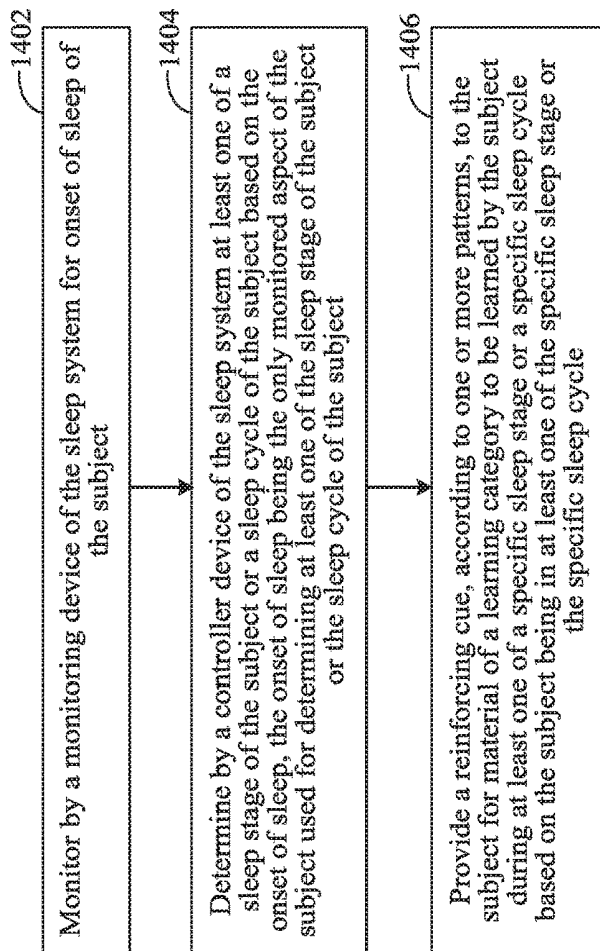 1402
Monitor by a monitoring device of the sleep system for onset of sleep of
the subject
1404
Determine by a controller device of the sleep system at least one of a
sleep stage of the subject or a sleep cycle of the subject based on the
onset of sleep, the onset of sleep being the only monitored aspect of the
subject used for determining at least one of the sleep stage of the subject
or the sleep cycle of the subject
1406
Provide a reinforcing cue, according to one or more patterns, to the
subject for material of a learning category to be learned by the subject
during at least one of a specific sleep stage or a specific sleep cycle
based on the subject being in at least one of the specific sleep stage or
the specific sleep cycle